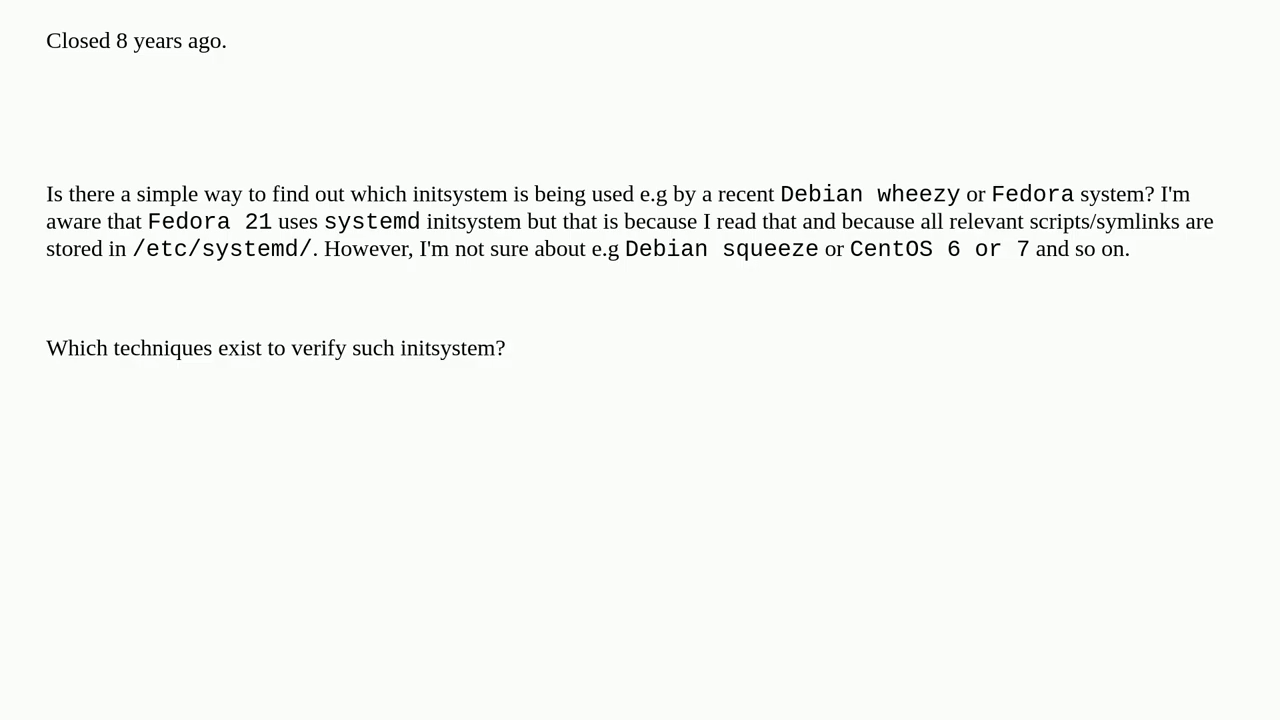 Closed 8 years ago.
Is there a simple way to find out which initsystem is being used e.g by a recent Debian wheezy or Fedora system? I'm
aware that Fedora 21 uses systemd initsystem but that is because I read that and because all relevant scripts/symlinks are
stored in /etc/systemd/. However, I'm not sure about e.g Debian squeeze or CentOS 6 or 7 and so on.
Which techniques exist to verify such initsystem?